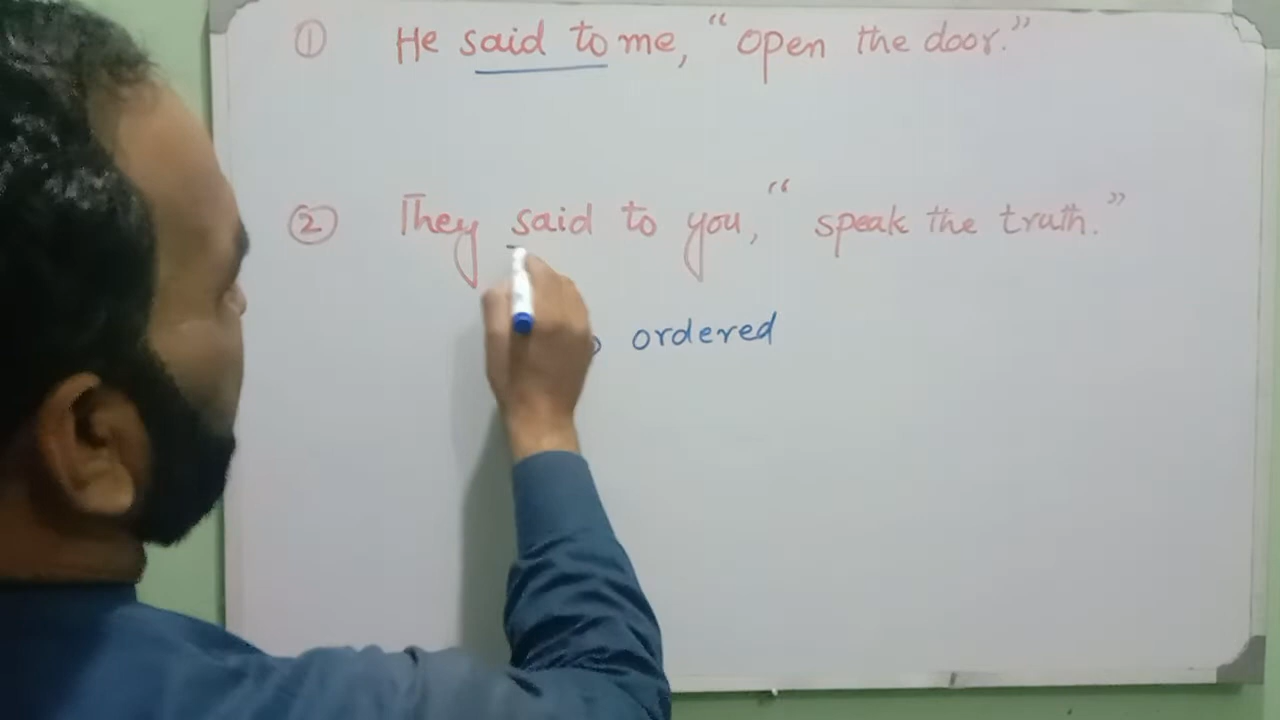 ① He said to me, "open the door."
② They said to you, "speak the truth."
ordered